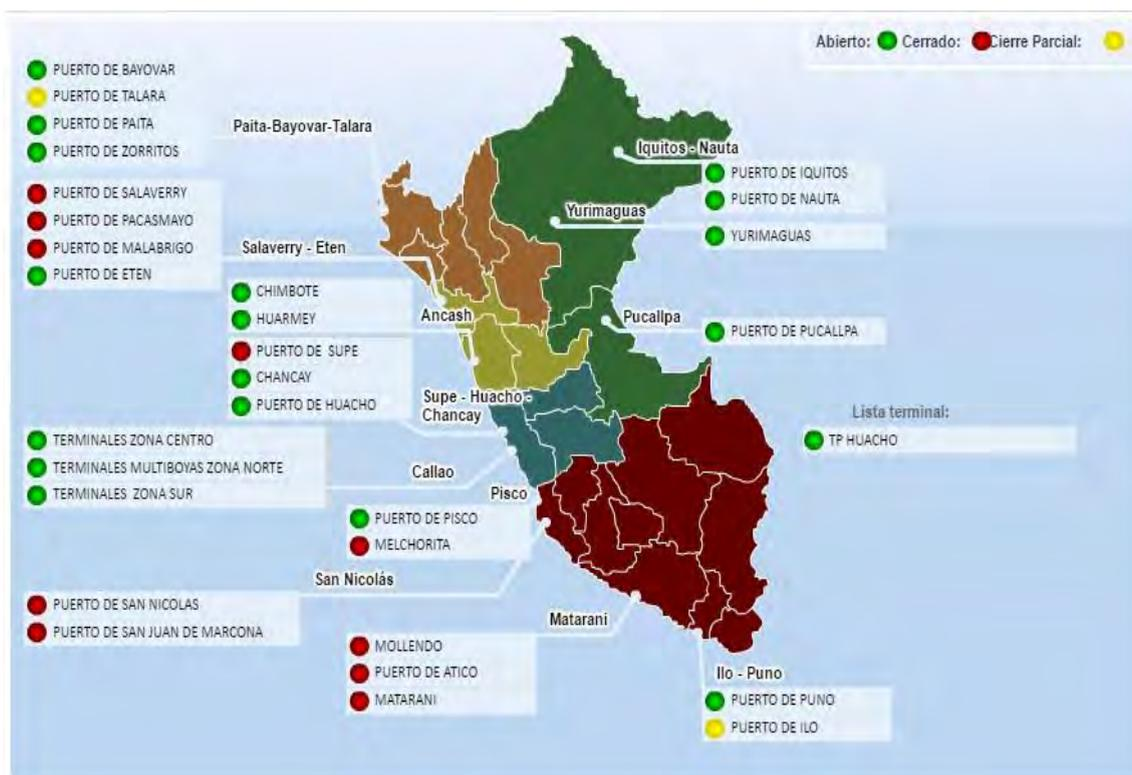 Abierto: Cerrado: Cierre Parcial:
PUERTO DE BAYOVAR
PUERTO DE TALARA
PUERTO DE PAITA
PUERTO DE ZORRITOS
Paita-Bayovar-Talara
PUERTO DE SALAVERRY
PUERTO DE PACASMAYO
PUERTO DE MALABRIGO
PUERTO DE ETEN
Salaverry - Eten
CHIMBOTE
HUARMEY
Ancash
PUERTO DE SUPE
CHANCAY
PUERTO DE HUACHO
Supe - Huacho -
Chancay
TERMINALES ZONA CENTRO
TERMINALES MULTIBOYAS ZONA NORTE
TERMINALES ZONA SUR
Callao
Pisco
PUERTO DE PISCO
MELCHORITA
San Nicolás
PUERTO DE SAN NICOLAS
PUERTO DE SAN JUAN DE MARCONA
Matarani
MOLLENDO
PUERTO DE ATICO
MATARANI
Ilo - Puno
PUERTO DE PUNO
PUERTO DE ILO
Iquitos - Nauta
PUERTO DE IQUITOS
PUERTO DE NAUTA
Yurimaguas
YURIMAGUAS
Pucallpa
PUERTO DE PUCALLPA
Lista terminal:
TP HUACHO